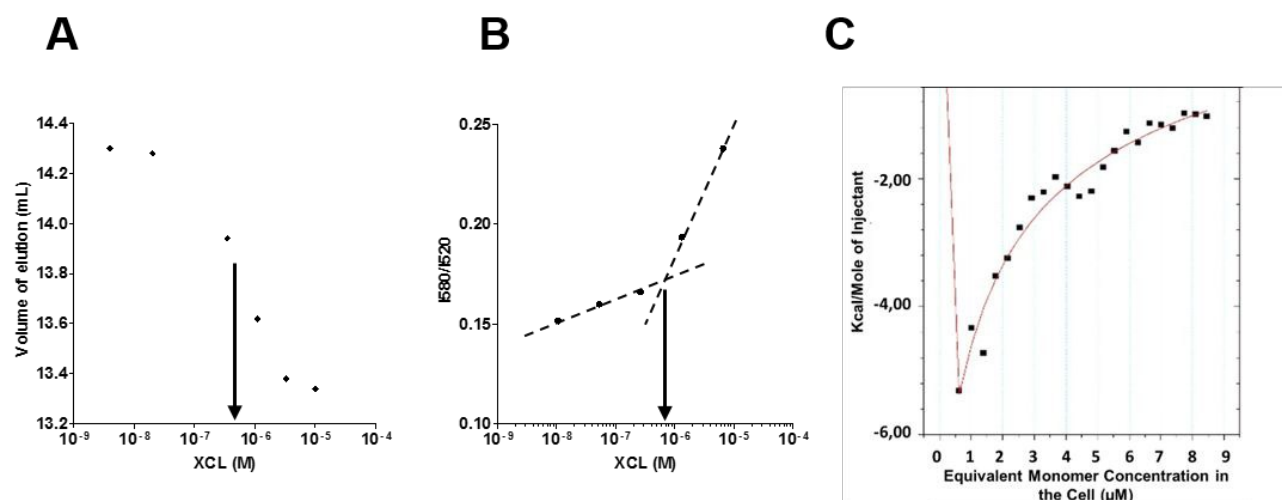 A
B
C
14.4
14.2
14.0
13.8
13.6
13.4
13.2
Volume of elution (mL)
10-9
10-8
10-7
10-6
10-5
10-4
XCL (M)
0.25
0.20
0.15
0.10
I580/I520
10-9
10-8
10-7
10-6
10-5
10-4
XCL (M)
-2,00
-4,00
-6,00
Kcal/Mole of Injectant
0 1 2 3 4 5 6 7 8 9
Equivalent Monomer Concentration in
the Cell (µM)